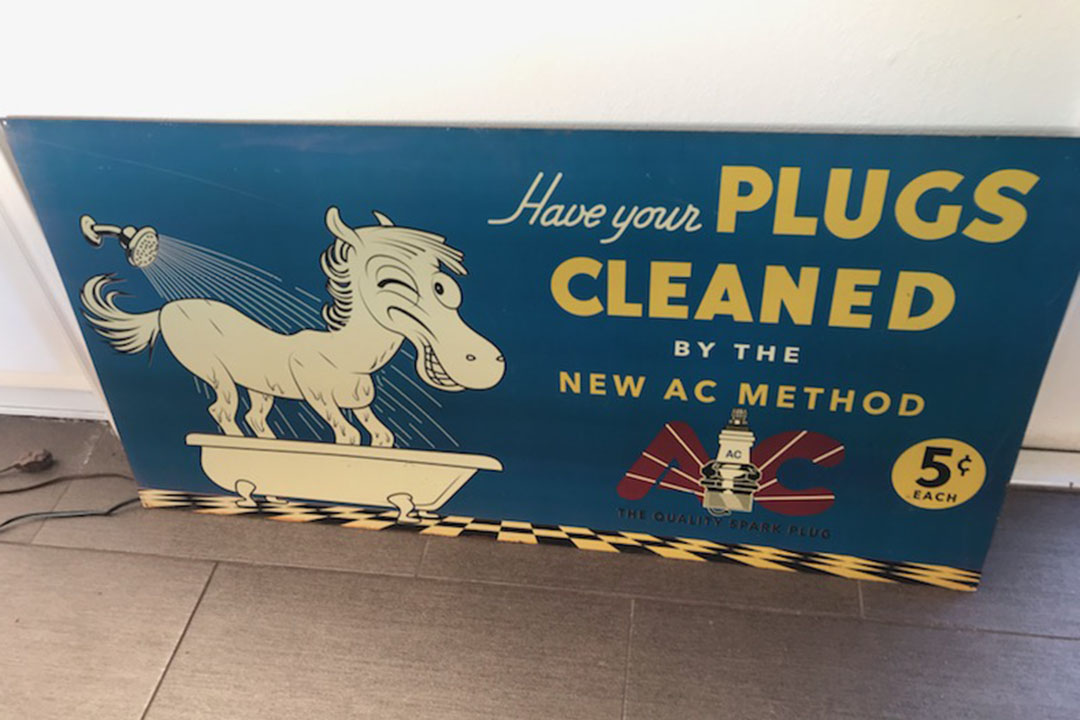 Have your PLUGS
CLEANED
BY THE
NEW AC METHOD
AC
AC
THE QUALITY SPARK PLUG
5¢
EACH